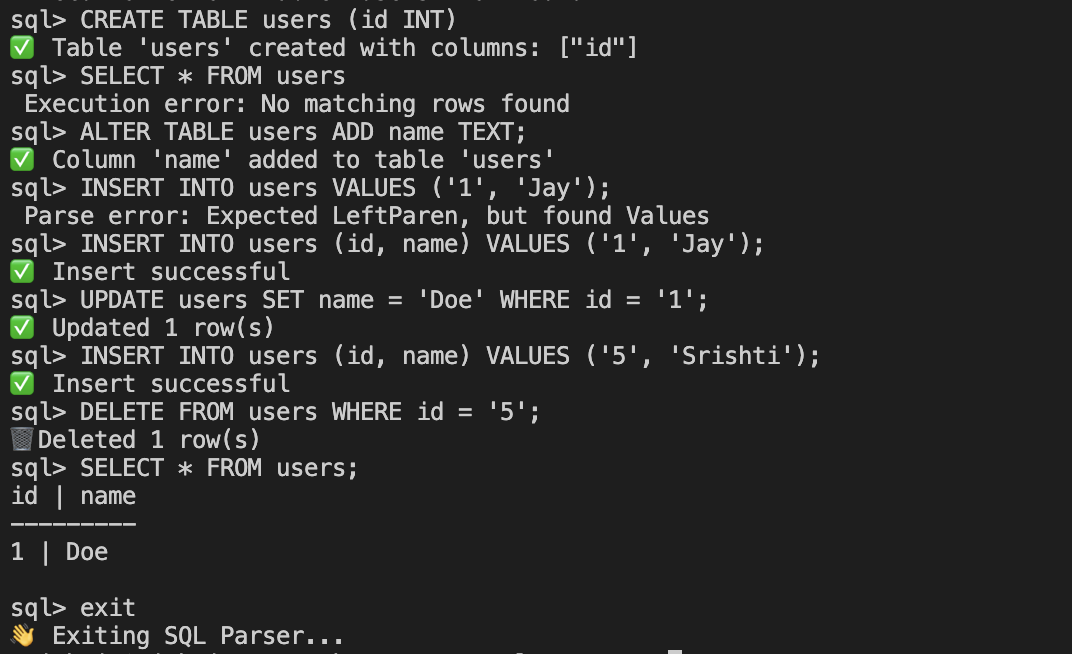 sql> CREATE TABLE users (id INT)
✅ Table 'users' created with columns: ["id"]
sql> SELECT * FROM users
Execution error: No matching rows found
sql> ALTER TABLE users ADD name TEXT;
✅ Column 'name' added to table 'users'
sql> INSERT INTO users VALUES ('1', 'Jay');
Parse error: Expected LeftParen, but found Values
sql> INSERT INTO users (id, name) VALUES ('1', 'Jay');
✅ Insert successful
sql> UPDATE users SET name = 'Doe' WHERE id = '1';
✅ Updated 1 row(s)
sql> INSERT INTO users (id, name) VALUES ('5', 'Srishti');
✅ Insert successful
sql> DELETE FROM users WHERE id = '5';
🗑️Deleted 1 row(s)
sql> SELECT * FROM users;
id | name
---------
1 | Doe
sql> exit
👋 Exiting SQL Parser...